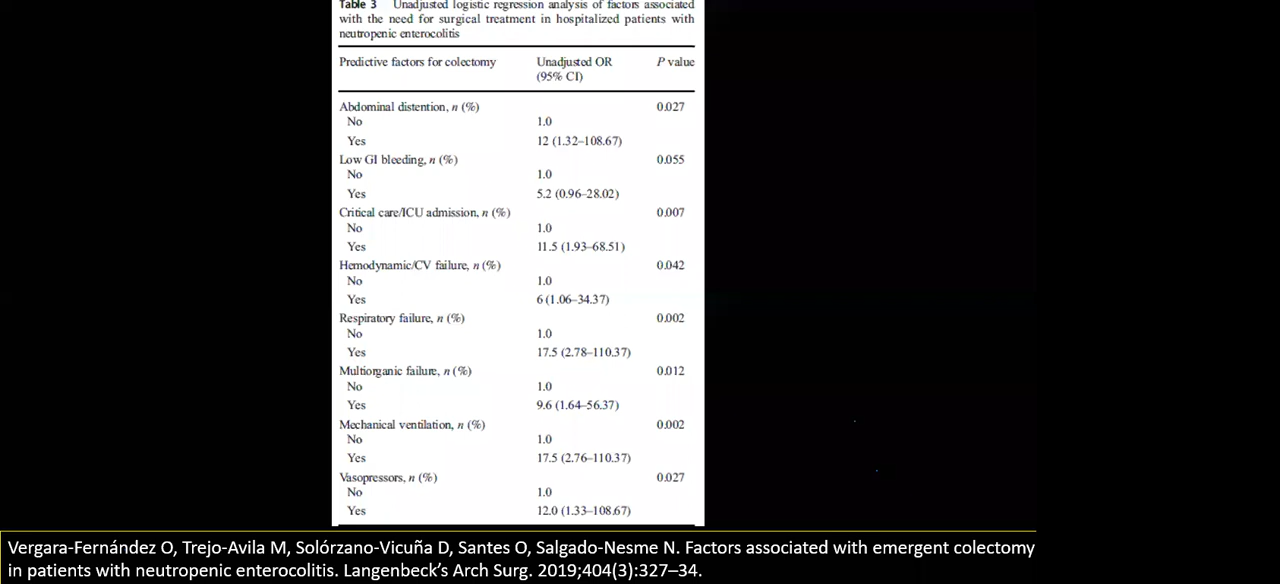 Table 3 Unadjusted logistic regression analysis of factors associated
with the need for surgical treatment in hospitalized patients with
neutropenic enterocolitis
Predictive factors for colectomy Unadjusted OR P value
(95% CI)
Abdominal distention, n (%) 0.027
No 1.0
Yes 12 (1.32–108.67)
Low GI bleeding, n (%) 0.055
No 1.0
Yes 5.2 (0.96–28.02)
Critical care/ICU admission, n (%) 0.007
No 1.0
Yes 11.5 (1.93–68.51)
Hemodynamic/CV failure, n (%) 0.042
No 1.0
Yes 6 (1.06–34.37)
Respiratory failure, n (%) 0.002
No 1.0
Yes 17.5 (2.78–110.37)
Multiorganic failure, n (%) 0.012
No 1.0
Yes 9.6 (1.64–56.37)
Mechanical ventilation, n (%) 0.002
No 1.0
Yes 17.5 (2.76–110.37)
Vasopressors, n (%) 0.027
No 1.0
Yes 12.0 (1.33–108.67)
Vergara-Fernández O, Trejo-Avila M, Solórzano-Vicuña D, Santes O, Salgado-Nesme N. Factors associated with emergent colectomy
in patients with neutropenic enterocolitis. Langenbeck’s Arch Surg. 2019;404(3):327–34.